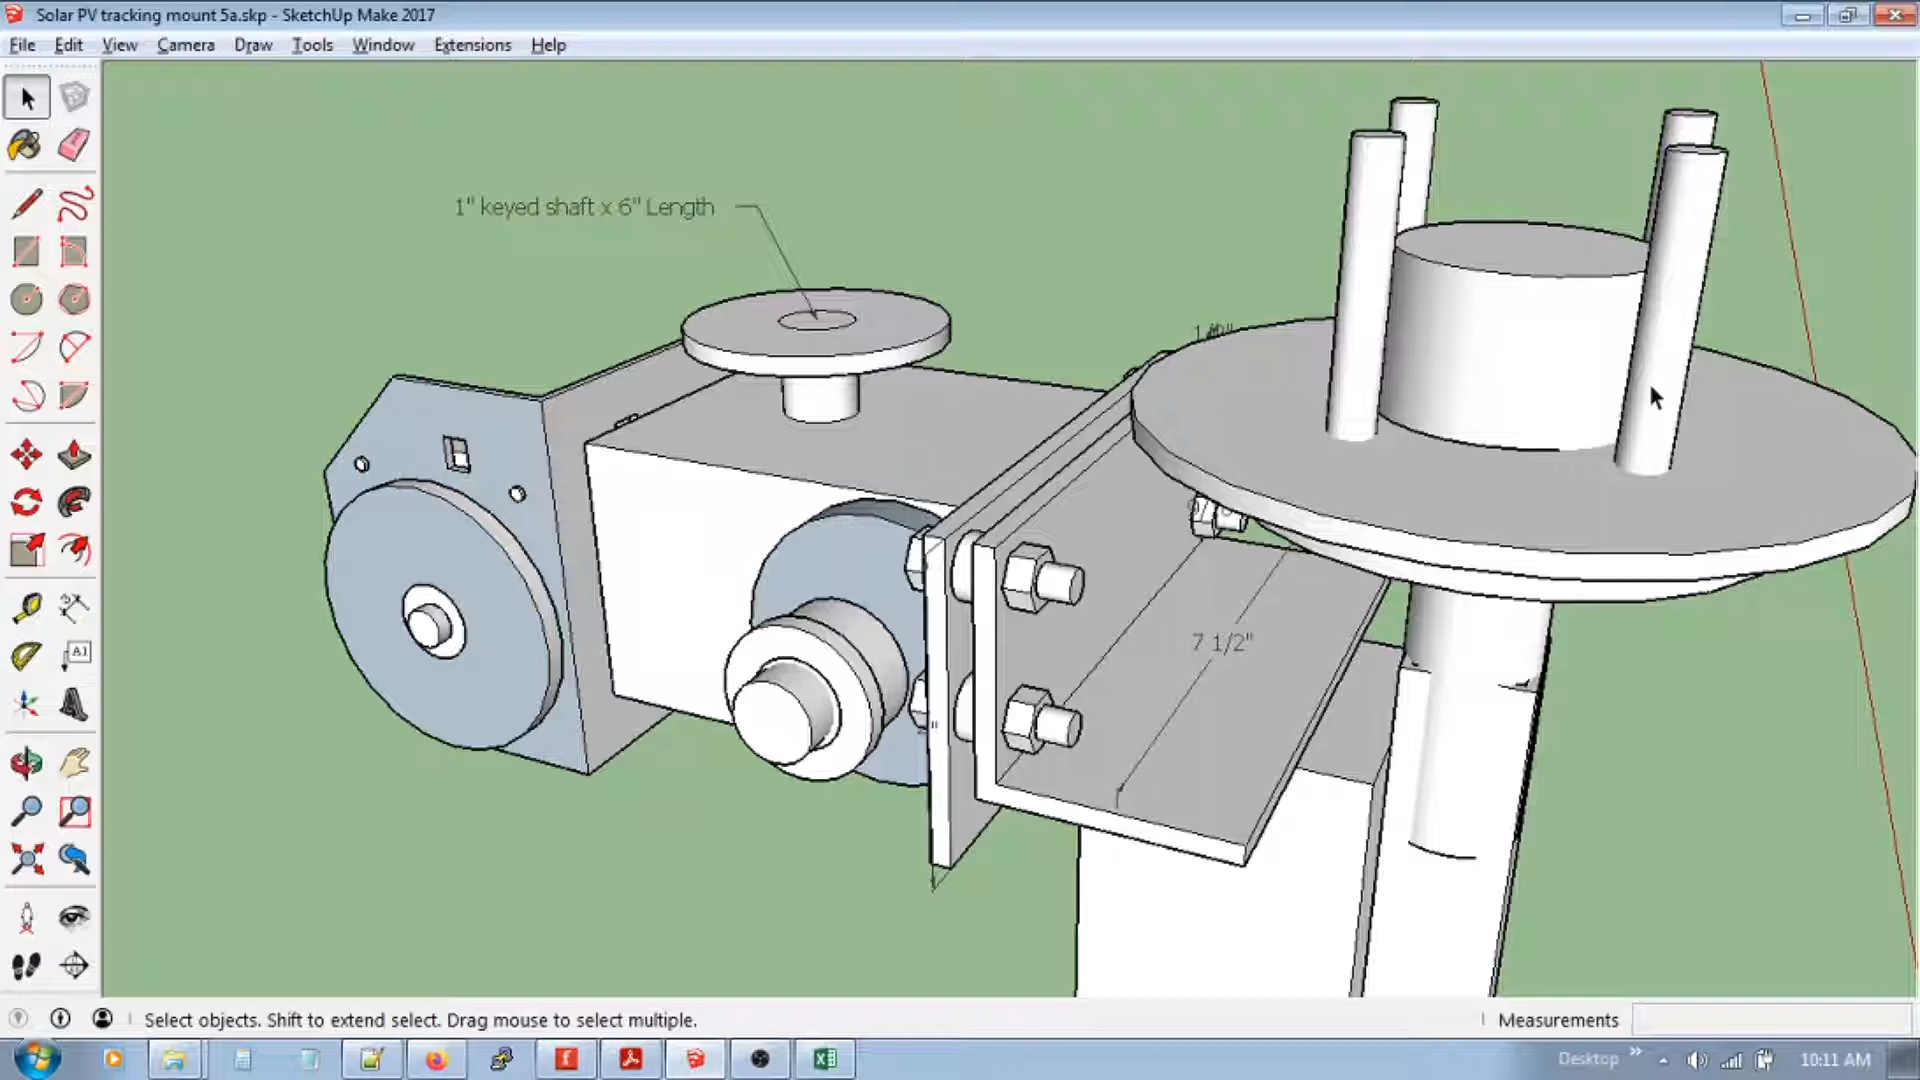 Solar PV tracking mount 5a.skp - SketchUp Make 2017
File Edit View Camera Draw Tools Window Extensions Help
1" keyed shaft x 6" Length
7 1/2"
A1
Select objects. Shift to extend select. Drag mouse to select multiple.
Measurements
Desktop
10:11 AM